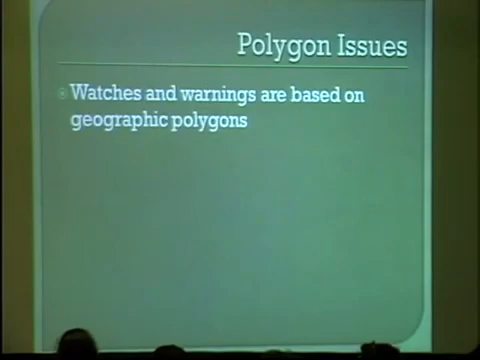 Polygon Issues
Watches and warnings are based on
geographic polygons